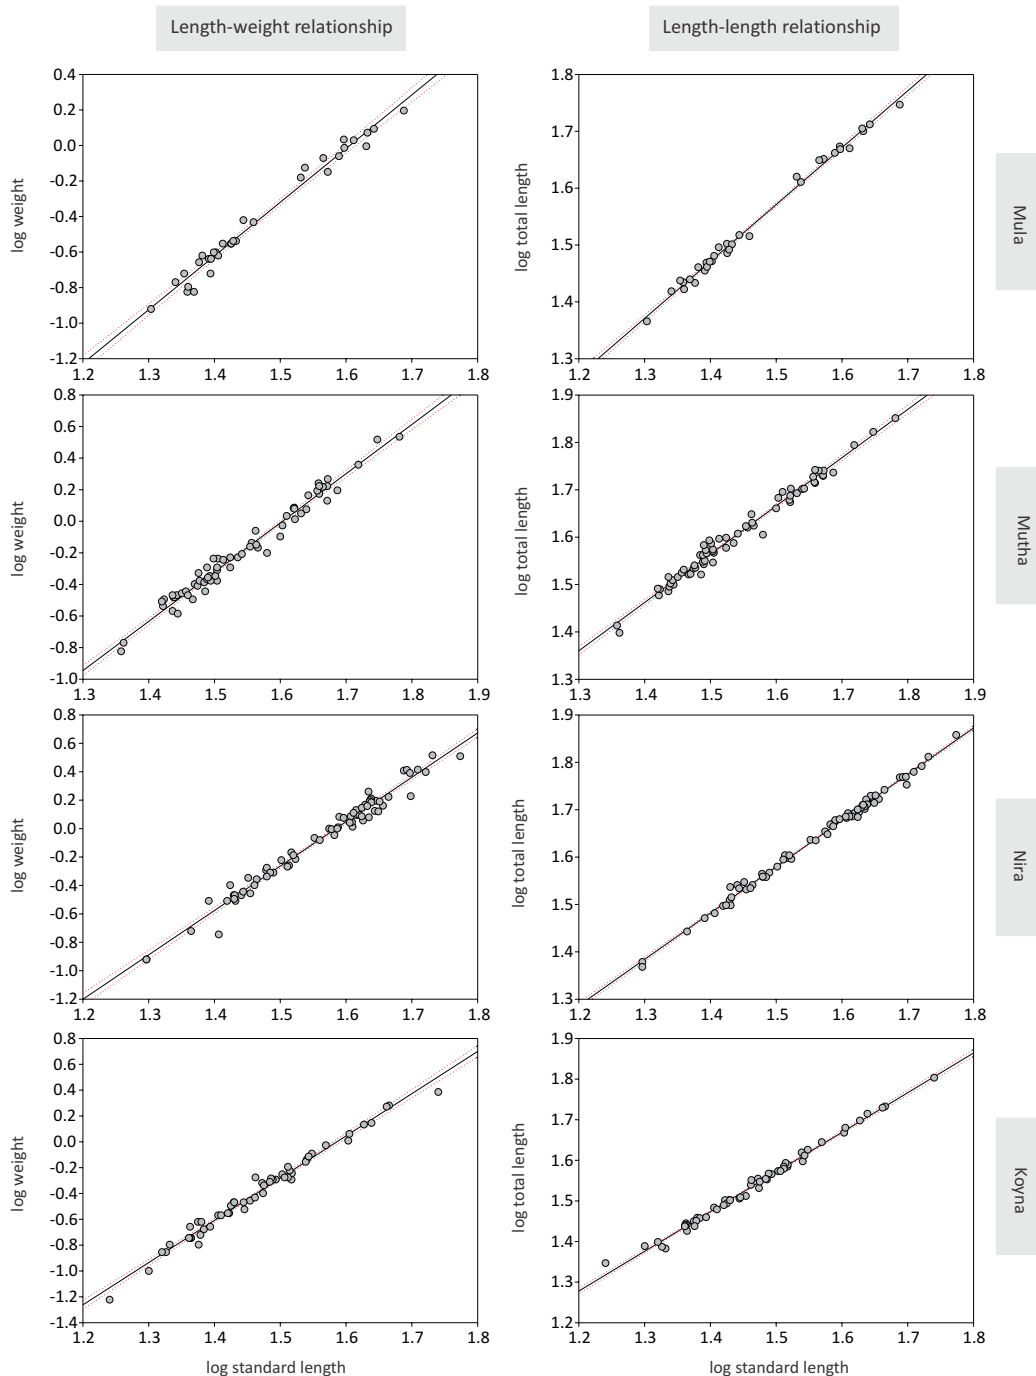 Length-weight relationship
Length-length relationship
0.4
0.2
0.0
-0.2
-0.4
-0.6
-0.8
-1.0
-1.2
log weight
1.2 1.3 1.4 1.5 1.6 1.7 1.8
1.8
1.7
1.6
1.5
1.4
1.3
log total length
1.2 1.3 1.4 1.5 1.6 1.7 1.8
Mula
0.8
0.6
0.4
0.2
0.0
-0.2
-0.4
-0.6
-0.8
-1.0
log weight
1.3 1.4 1.5 1.6 1.7 1.8 1.9
1.9
1.8
1.7
1.6
1.5
1.4
1.3
log total length
1.3 1.4 1.5 1.6 1.7 1.8 1.9
Mutha
0.8
0.6
0.4
0.2
0.0
-0.2
-0.4
-0.6
-0.8
-1.0
-1.2
log weight
1.2 1.3 1.4 1.5 1.6 1.7 1.8
1.9
1.8
1.7
1.6
1.5
1.4
1.3
log total length
1.2 1.3 1.4 1.5 1.6 1.7 1.8
Nira
0.8
0.6
0.4
0.2
0.0
-0.2
-0.4
-0.6
-0.8
-1.0
-1.2
-1.4
log weight
1.2 1.3 1.4 1.5 1.6 1.7 1.8
log standard length
1.9
1.8
1.7
1.6
1.5
1.4
1.3
1.2
log total length
1.2 1.3 1.4 1.5 1.6 1.7 1.8
log standard length
Koyna